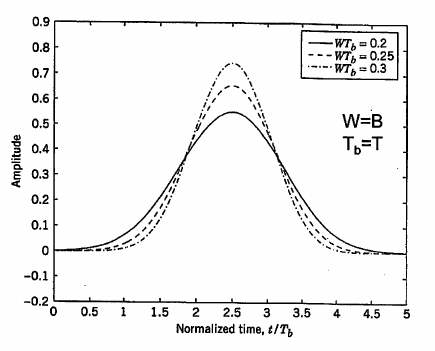 0.9
0.8
0.7
0.6
0.5
0.4
0.3
0.2
0.1
0
-0.1
-0.2
Amplitude
WT_b = 0.2
WT_b = 0.25
WT_b = 0.3
W=B
T_b=T
0 0.5 1 1.5 2 2.5 3 3.5 4 4.5 5
Normalized time, t/T_b